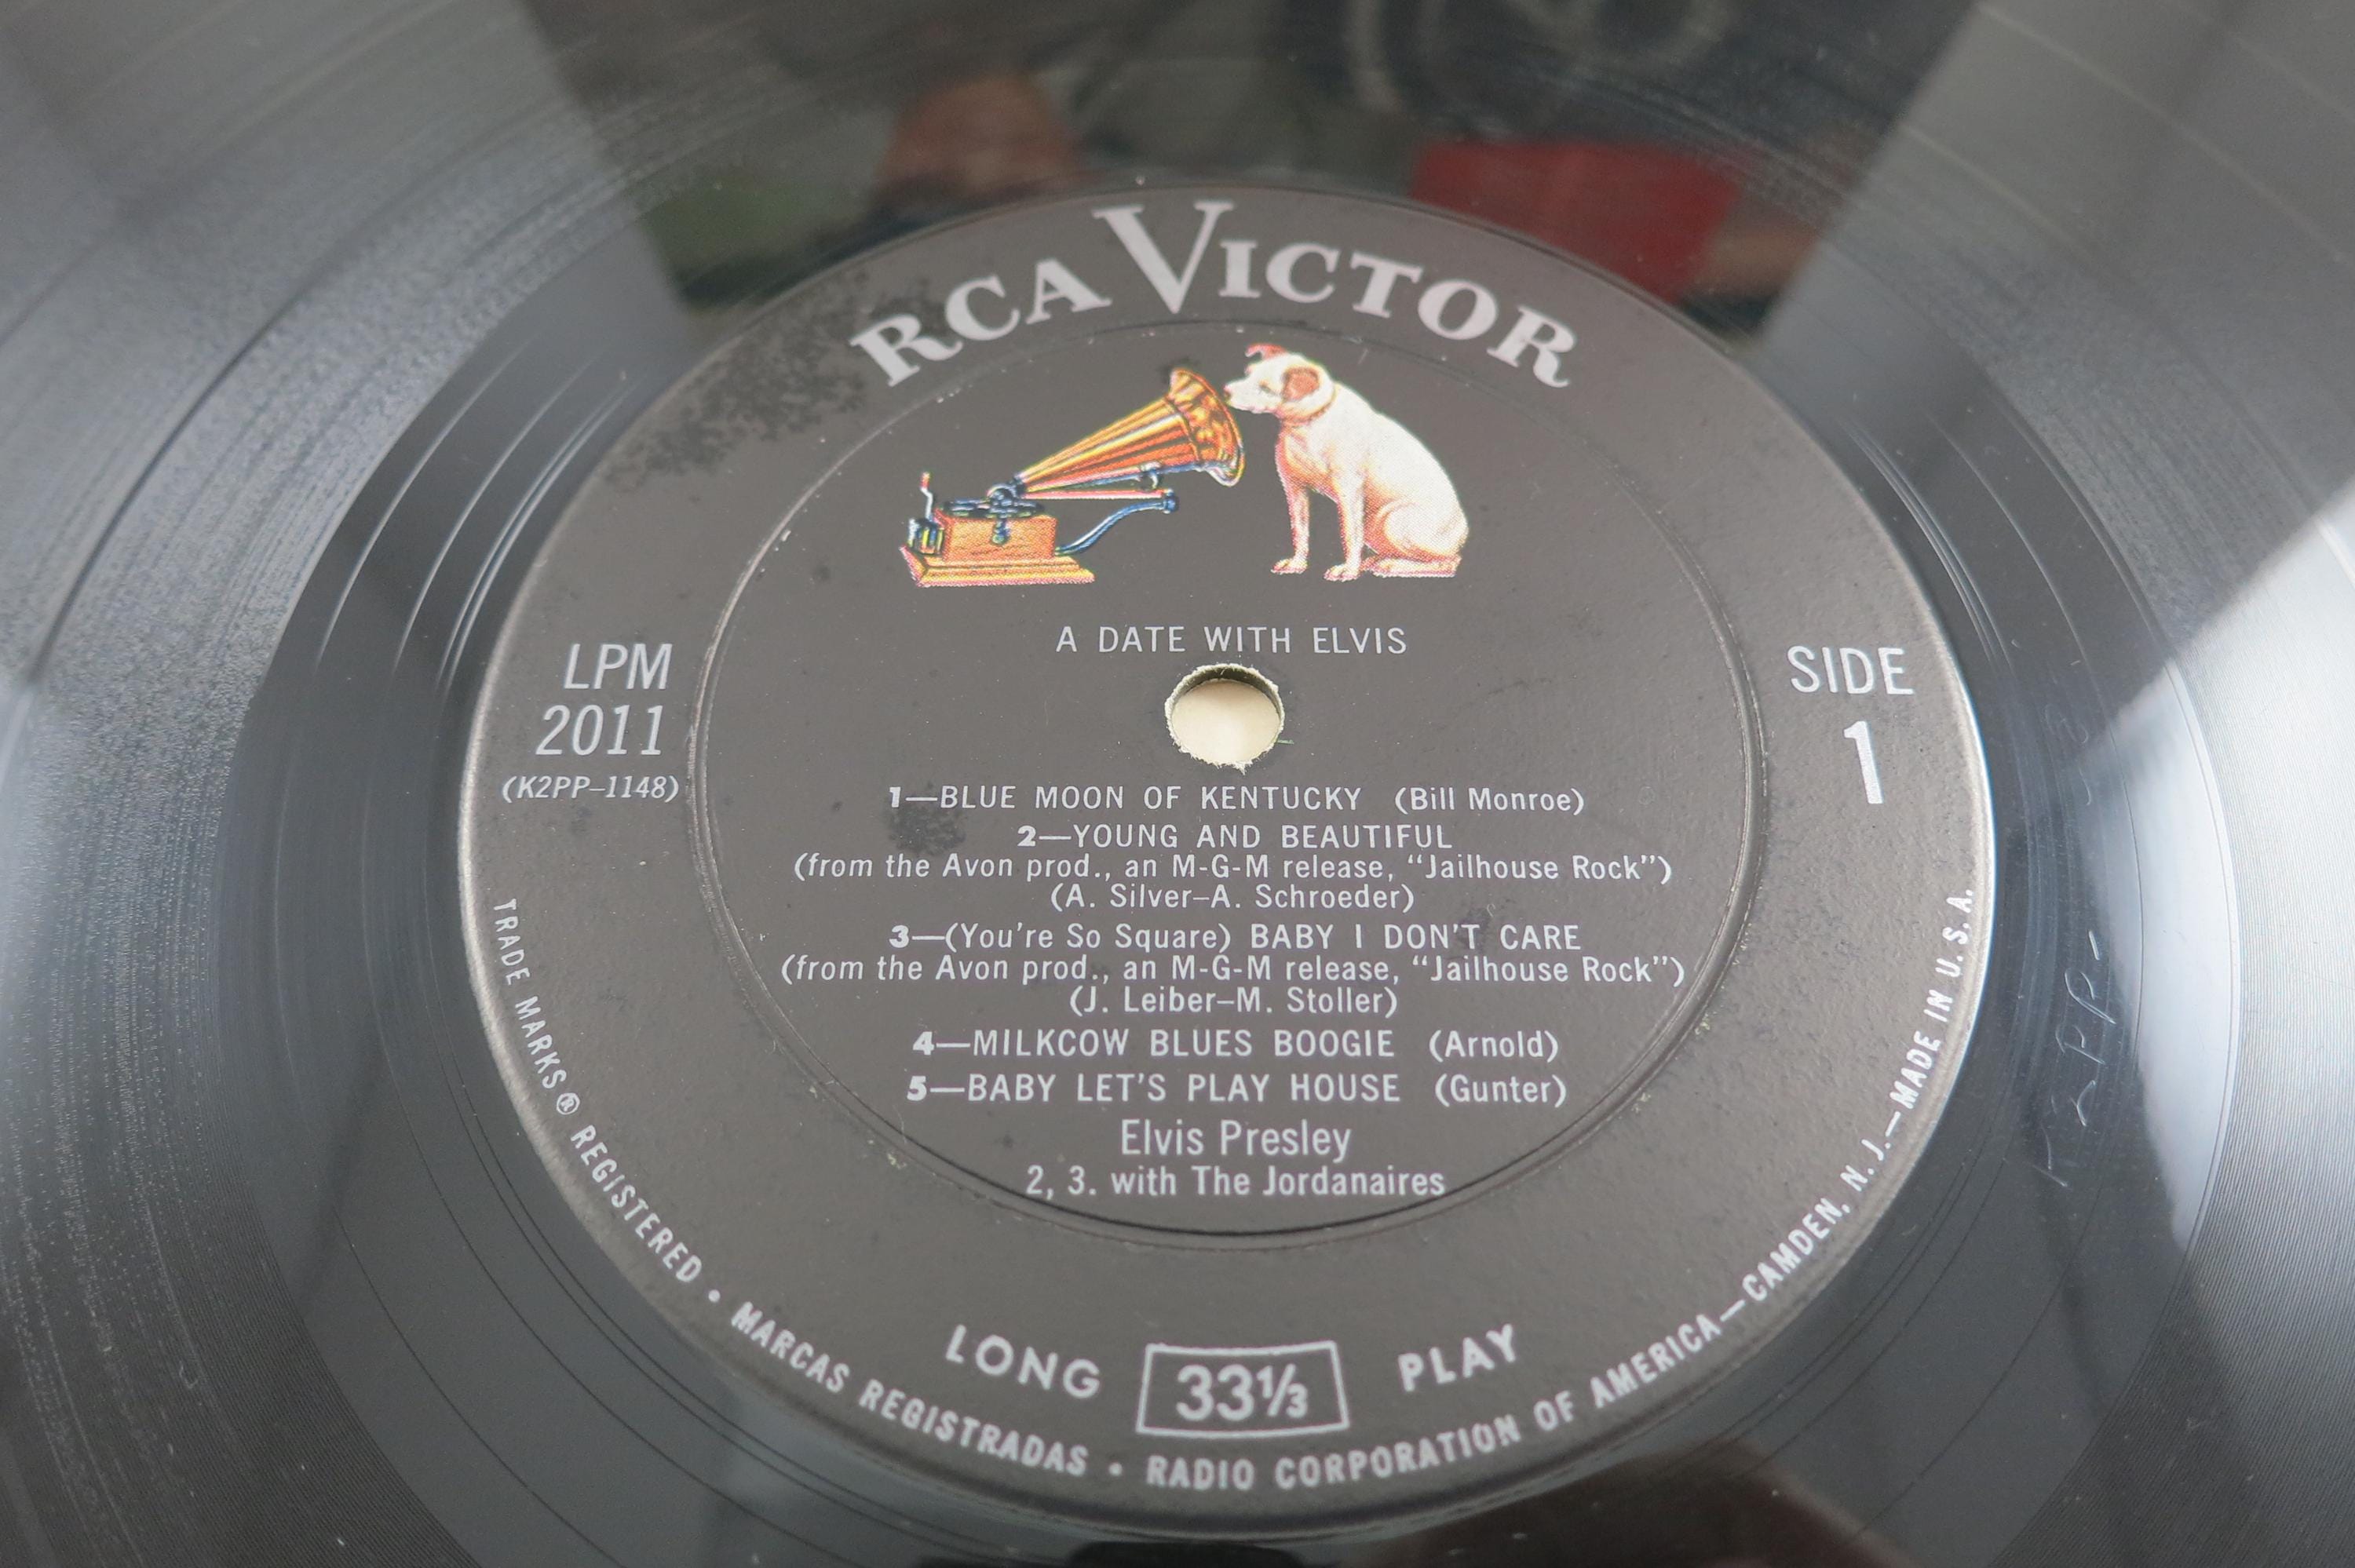 RCA VICTOR
A DATE WITH ELVIS
LPM
2011
(K2PP-1148)
SIDE
1
1—BLUE MOON OF KENTUCKY (Bill Monroe)
2—YOUNG AND BEAUTIFUL
(from the Avon prod., an M-G-M release, “Jailhouse Rock”)
(A. Silver–A. Schroeder)
3—(You're So Square) BABY I DON'T CARE
(from the Avon prod., an M-G-M release, “Jailhouse Rock”)
(J. Leiber–M. Stoller)
4—MILKCOW BLUES BOOGIE (Arnold)
5—BABY LET'S PLAY HOUSE (Gunter)
Elvis Presley
2, 3. with The Jordanaires
LONG 33⅓ PLAY
TRADE MARKS ® REGISTERED • MARCAS REGISTRADAS • RADIO CORPORATION OF AMERICA—CAMDEN, N. J.—MADE IN U. S. A.